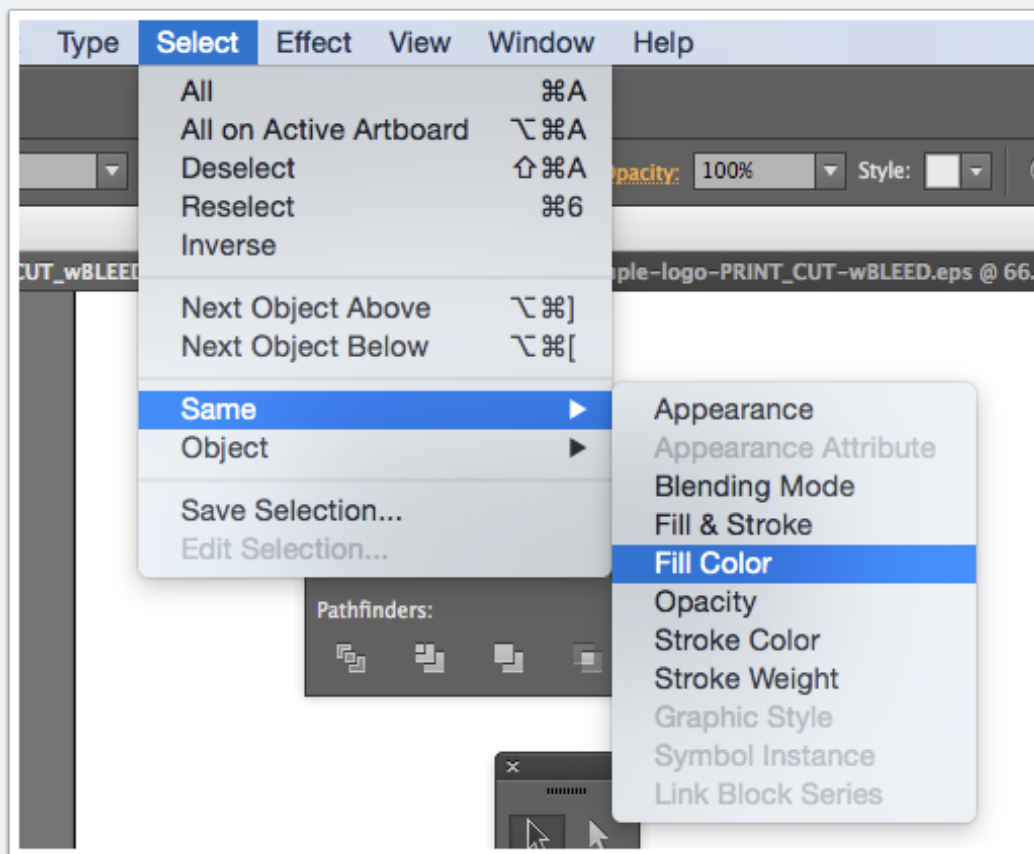 Type Select Effect View Window Help
All ⌘A
All on Active Artboard ⌥⌘A
Deselect ⇧⌘A
Reselect ⌘6
Inverse
pacity: 100% Style:
CUT_wBLEED
ple-logo-PRINT_CUT-wBLEED.eps @ 66.
Next Object Above ⌥⌘]
Next Object Below ⌥⌘[
Same
Object
Save Selection...
Edit Selection...
Appearance
Appearance Attribute
Blending Mode
Fill & Stroke
Fill Color
Opacity
Stroke Color
Stroke Weight
Graphic Style
Symbol Instance
Link Block Series
Pathfinders: